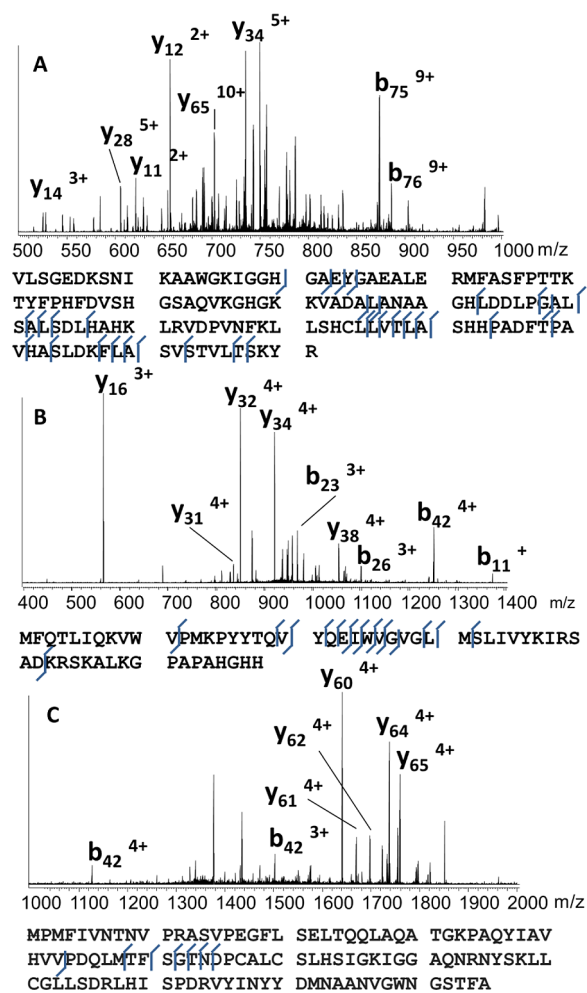 A
y14 3+
y28 5+
y11 2+
y12 2+
y65 10+
y34 5+
b75 9+
b76 9+
500 550 600 650 700 750 800 850 900 950 1000 m/z
VLSGEDKSNI KAAWGKIGGH GAEYGAEALE RMFASFPTTK
TYFPHFDVSH GSAQVKGHGK KVADALANAA GHLDDLPGAL
SALSDLHAHK LRVDPVNFKL LSHCLLVTLA SHHPADFTPA
VHASLDKFLA SVSTVLTSKY R
B
y16 3+
y31 4+
y32 4+
y34 4+
b23 3+
y38 4+
b26 3+
b42 4+
b11 +
400 500 600 700 800 900 1000 1100 1200 1300 1400 m/z
MFQTLIQKVW VPMKPYYTQV YQEIWVGVGL MSLIVYKIRS
ADKRSKALKG PAPAHGHH
C
b42 4+
b42 3+
y61 4+
y62 4+
y60 4+
y64 4+
y65 4+
1000 1100 1200 1300 1400 1500 1600 1700 1800 1900 2000 m/z
MPMFIVNTNV PRASVPEGFL SELTQQLAQA TGKPAQYIAV
HVVPDQLMTF SGTNDPCALC SLHSIGKIGG AQNRNYSKLL
CGLLSDRLHI SPDRVYINYY DMNAANVGWN GSTFA